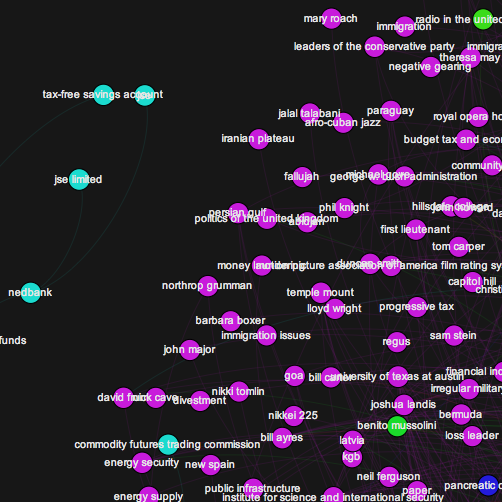 mary roach
immigration
radio in the united
leaders of the conservative party
immigra
theresa may
negative gearing
tax-free savings account
jalal talabani
paraguay
afro-cuban jazz
royal opera ho
iranian plateau
budget tax and econ
community
fallujah
george w bush administration
jse limited
persian gulf
phil knight
hillsdale college
da
politics of the united kingdom
abidjan
first lieutenant
tom carper
money laundering
motion picture association of america film rating sy
duncan smith
capitol hill
christi
northrop grumman
temple mount
nedbank
lloyd wright
progressive tax
barbara boxer
immigration issues
sam stein
funds
regus
john major
goa
bill carter
university of texas at austin
financial ind
irregular military
nikki tomlin
david frum
nick cave
divestment
joshua landis
nikkei 225
bermuda
benito mussolini
loss leader
bill ayres
latvia
commodity futures trading commission
kgb
energy security
new spain
neil ferguson
public infrastructure
paper
pancreatic c
energy supply
institute for science and international security